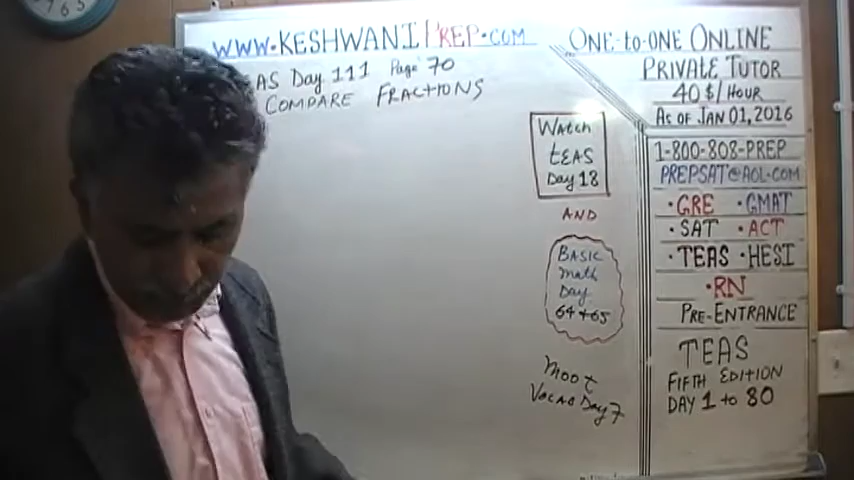 WWW.KESHWANIPREP.COM
AS Day 111 Page 70
COMPARE FRACTIONS
Watch
TEAS
Day 18
AND
BASIC
Math
Day
64+65
Moot
Vocab Day 7
ONE-to-ONE ONLINE
PRIVATE TUTOR
40$/HOUR
AS OF JAN 01, 2016
1-800-808-PREP
PREPSAT@AOL.COM
• GRE • GMAT
• SAT • ACT
• TEAS • HESI
• RN
PRE-ENTRANCE
TEAS
FIFTH EDITION
DAY 1 to 80